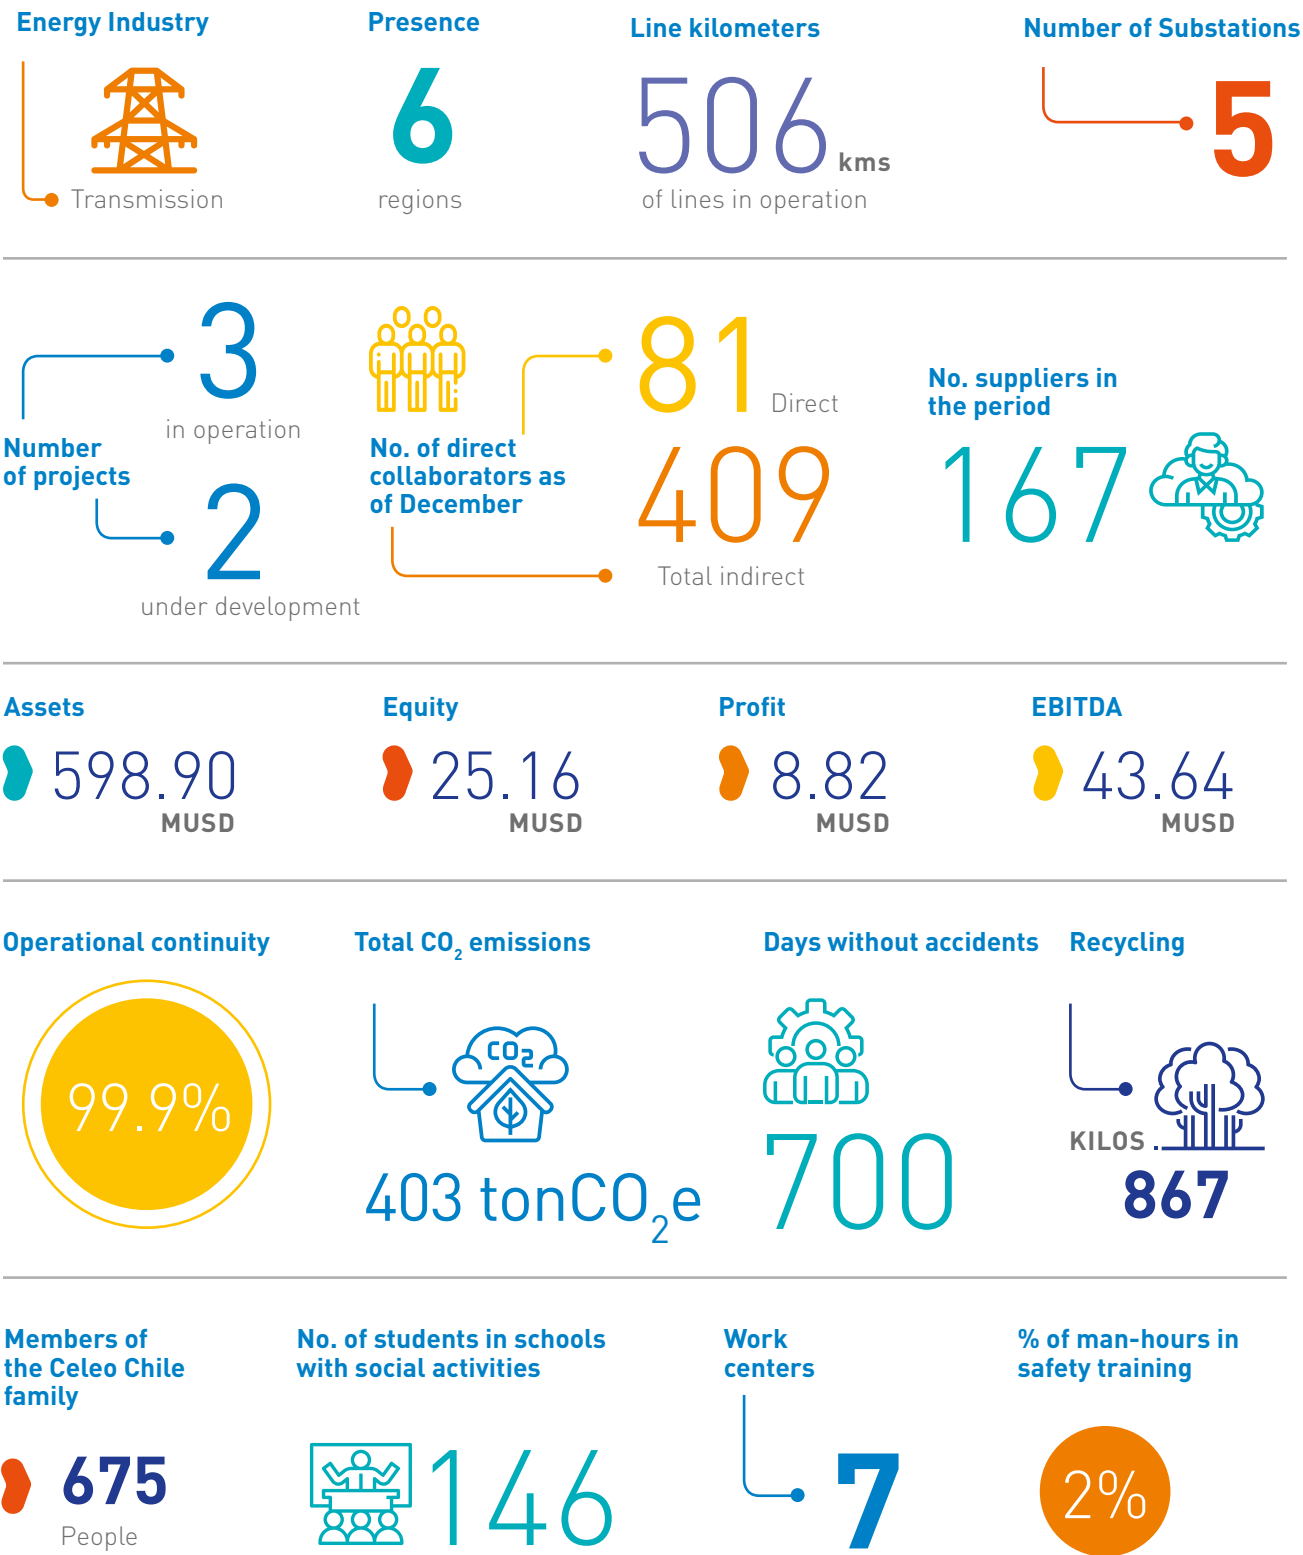 Energy Industry
Transmission
Presence
6
regions
Line kilometers
506 kms
of lines in operation
Number of Substations
5
Number
of projects
3
in operation
2
under development
No. of direct
collaborators as
of December
81 Direct
409
Total indirect
No. suppliers in
the period
167
Assets
598.90
MUSD
Equity
25.16
MUSD
Profit
8.82
MUSD
EBITDA
43.64
MUSD
Operational continuity
99.9%
Total CO₂ emissions
CO₂
403 tonCO₂e
Days without accidents
700
Recycling
KILOS
867
Members of
the Celeo Chile
family
675
People
No. of students in schools
with social activities
146
Work
centers
7
% of man-hours in
safety training
2%